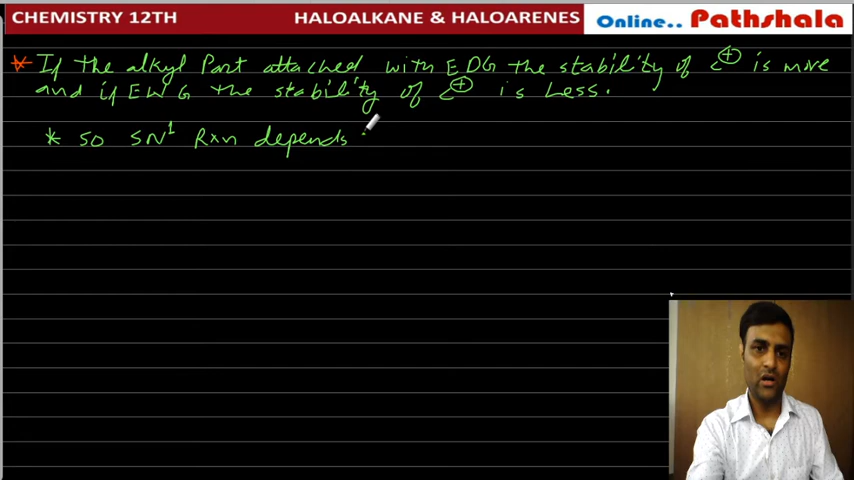 CHEMISTRY 12TH HALOALKANE & HALOARENES Online.. Pathshala
* If the alkyl Part attached with EDG the stability of C⊕ is more
and if EWG the stability of C⊕ is Less.
* SO SN¹ Rxn depends